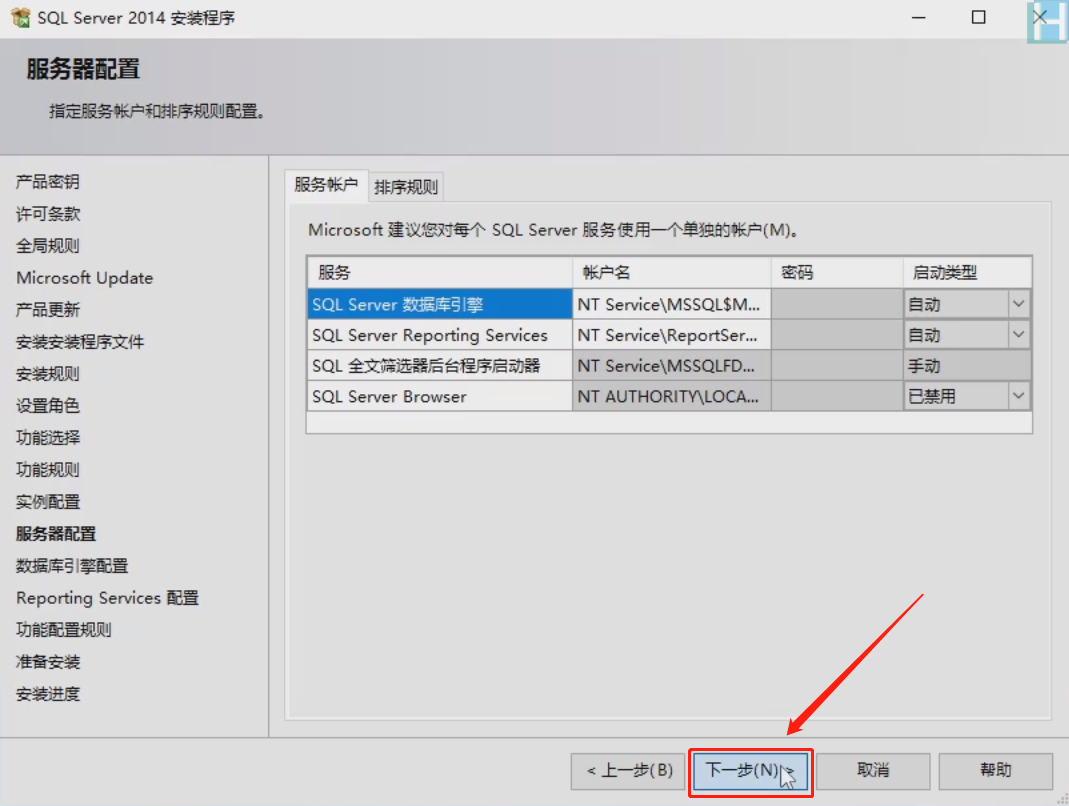 SQL Server 2014 安装程序
服务器配置
指定服务帐户和排序规则配置。
产品密钥
许可条款
全局规则
Microsoft Update
产品更新
安装安装程序文件
安装规则
设置角色
功能选择
功能规则
实例配置
服务器配置
数据库引擎配置
Reporting Services 配置
功能配置规则
准备安装
安装进度
服务帐户 排序规则
Microsoft 建议您对每个 SQL Server 服务使用一个单独的帐户(M)。
服务 帐户名 密码 启动类型
SQL Server 数据库引擎 NT Service\MSSQL$M... 自动
SQL Server Reporting Services NT Service\ReportSer... 自动
SQL 全文筛选器后台程序启动器 NT Service\MSSQLFD... 手动
SQL Server Browser NT AUTHORITY\LOCA... 已禁用
< 上一步(B) 下一步(N) > 取消 帮助